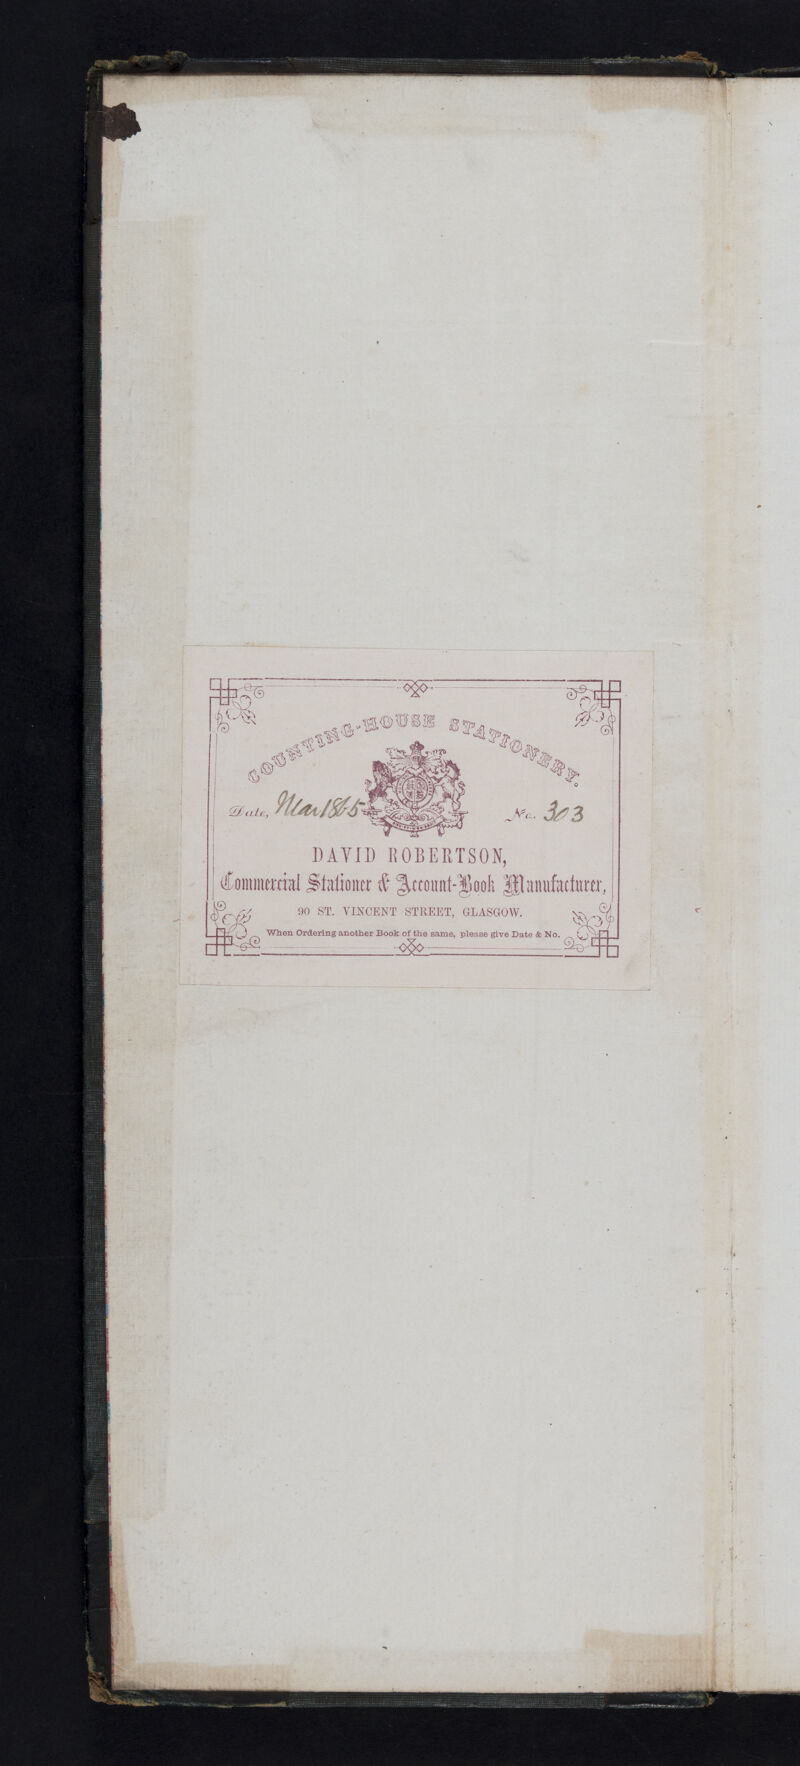 COUNTING-HOUSE STATIONERY.
Date, Mar 1865 No. 303
DAVID ROBERTSON,
Commercial Stationer & Account-Book Manufacturer,
90 ST. VINCENT STREET, GLASGOW.
When Ordering another Book of the same, please give Date & No.